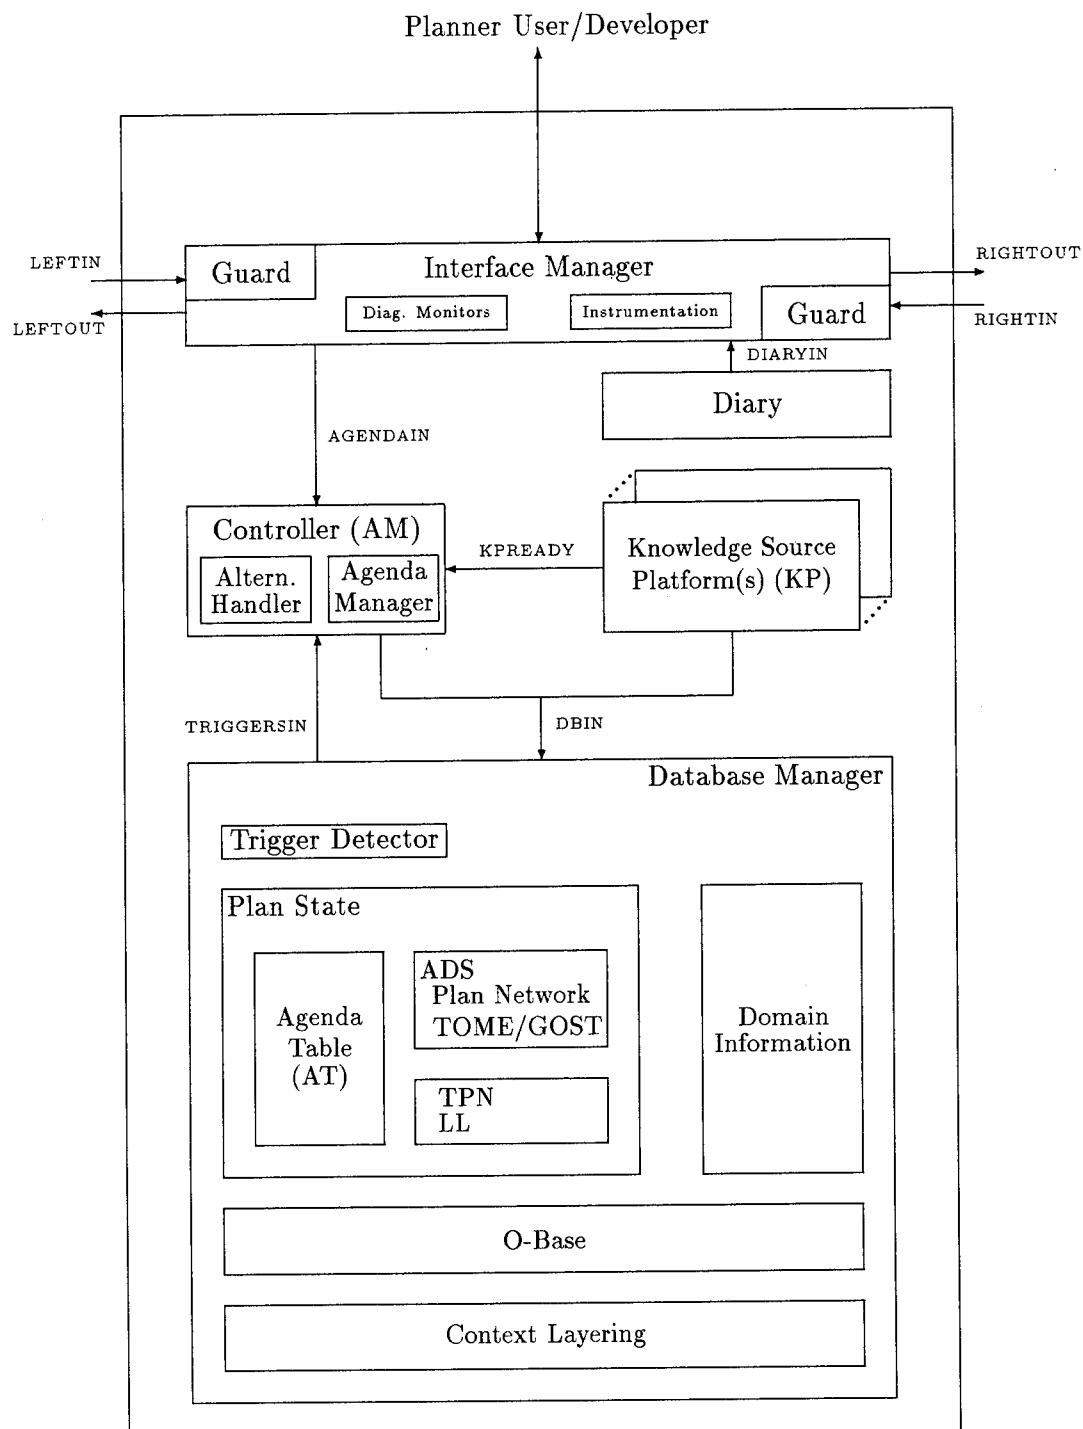 Planner User/Developer
LEFTIN
LEFTOUT
Guard
Interface Manager
Diag. Monitors
Instrumentation
Guard
RIGHTOUT
RIGHTIN
DIARYIN
Diary
AGENDAIN
Controller (AM)
Altern.
Handler
Agenda
Manager
KPREADY
Knowledge Source
Platform(s) (KP)
TRIGGERSIN
DBIN
Database Manager
Trigger Detector
Plan State
Agenda
Table
(AT)
ADS
Plan Network
TOME/GOST
TPN
LL
Domain
Information
O-Base
Context Layering